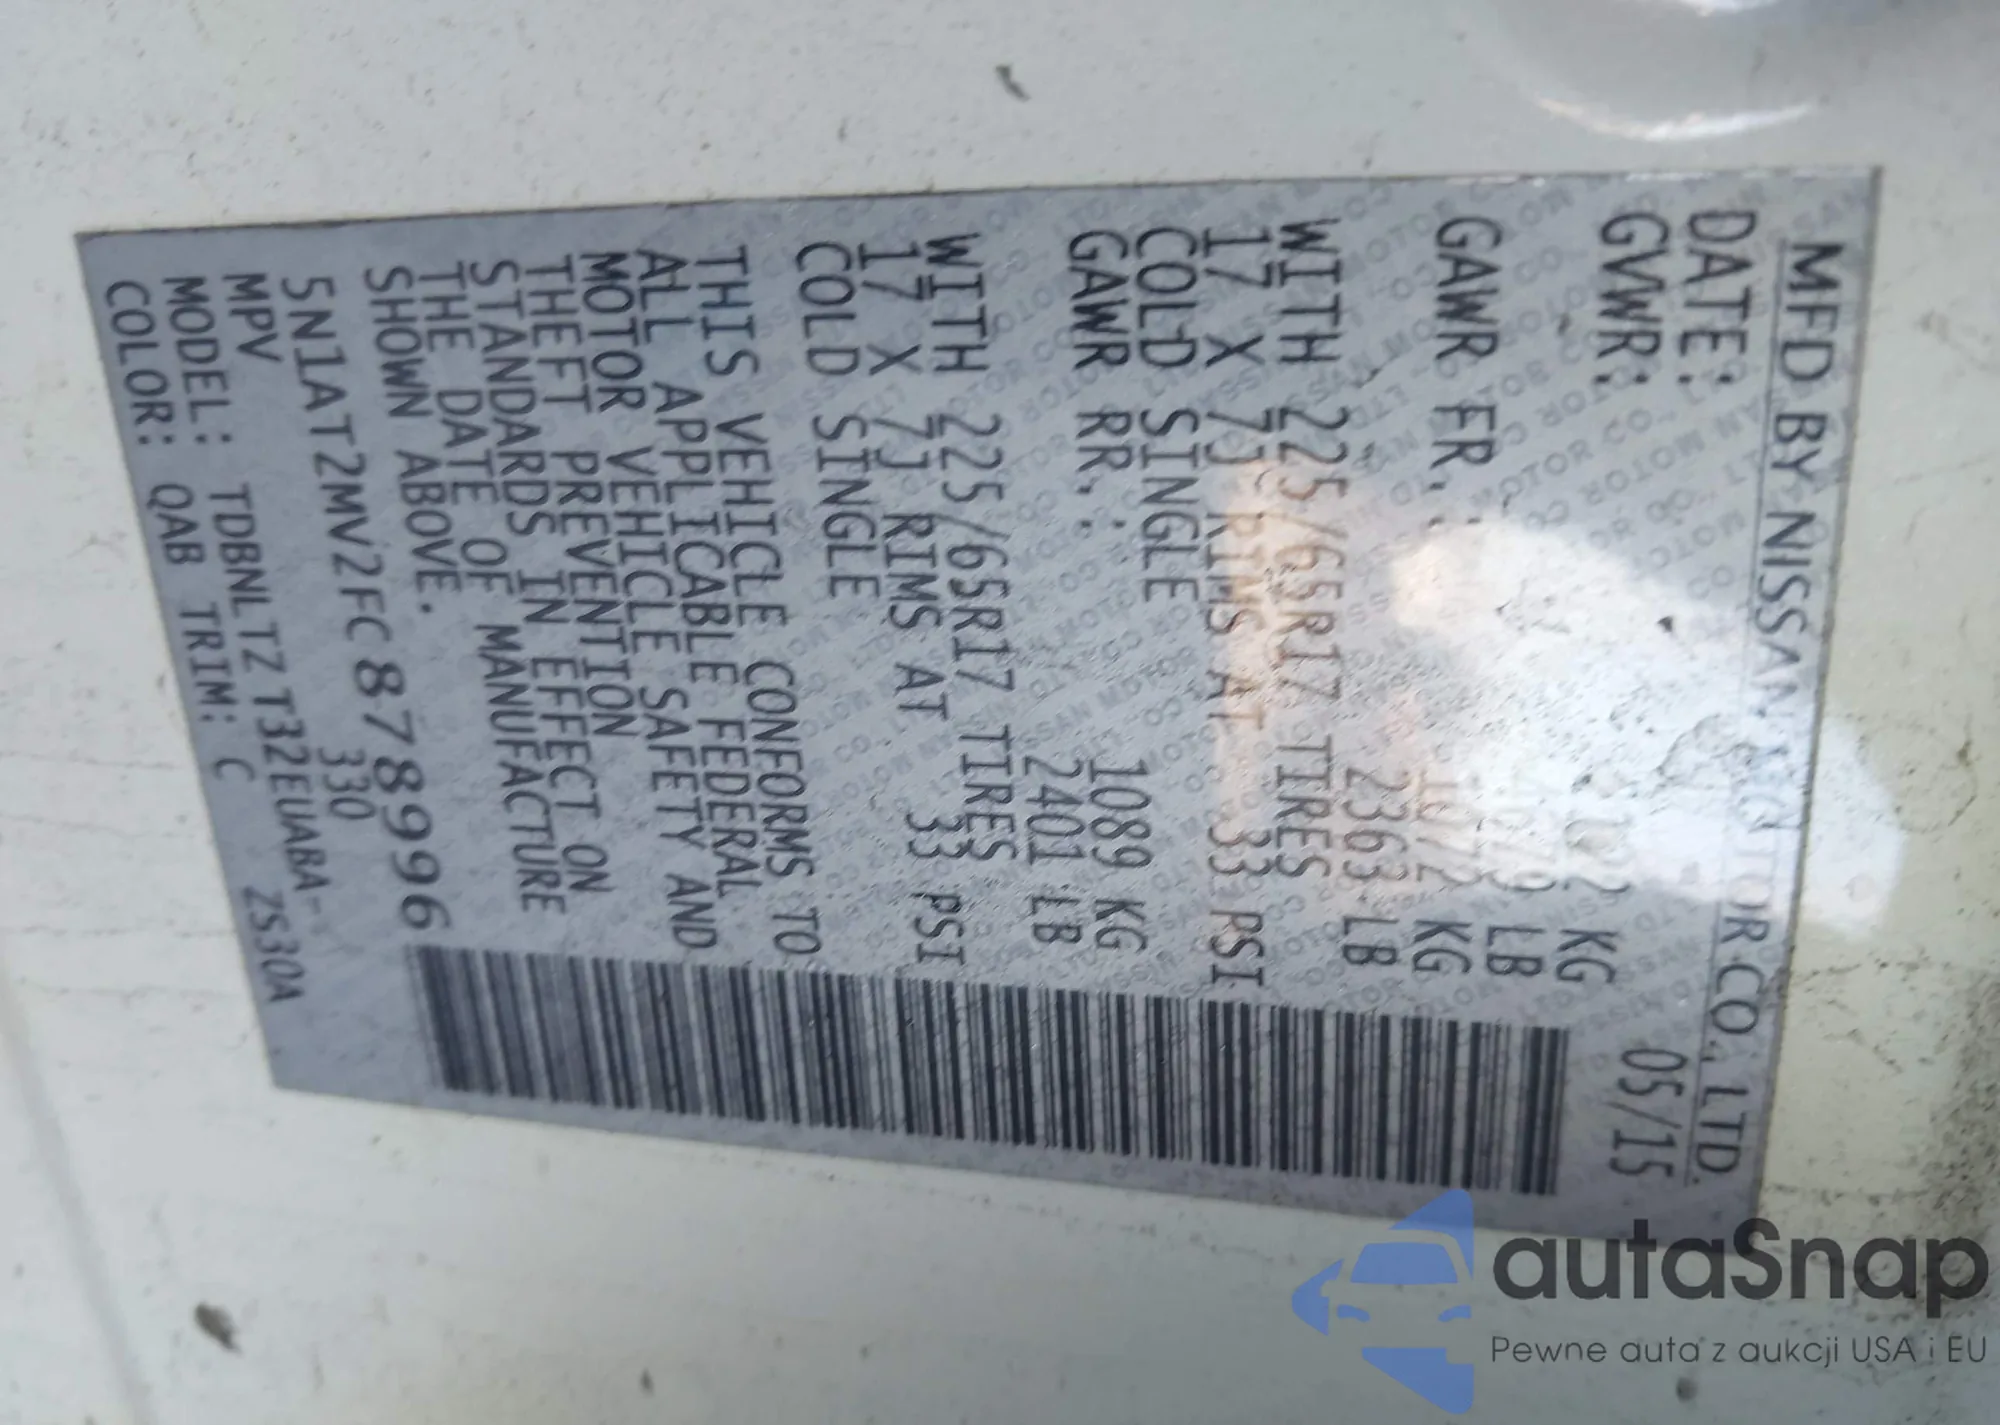 MFD BY NISSAN MOTOR CO., LTD.
DATE: 05/15
GVWR: KG
LB
GAWR FR.: 1072 KG
2363 LB
WITH 225/65R17 TIRES
17 X 7J RIMS AT 33 PSI
COLD SINGLE
GAWR RR.: 1089 KG
2401 LB
WITH 225/65R17 TIRES
17 X 7J RIMS AT 33 PSI
COLD SINGLE
THIS VEHICLE CONFORMS TO
ALL APPLICABLE FEDERAL
MOTOR VEHICLE SAFETY AND
THEFT PREVENTION
STANDARDS IN EFFECT ON
THE DATE OF MANUFACTURE
SHOWN ABOVE.
5N1AT2MV2FC878996
MPV 330
MODEL: TDBNLTZ T32EUABA-
COLOR: QAB TRIM: C ZS30A
autaSnap
Pewne auta z aukcji USA i EU